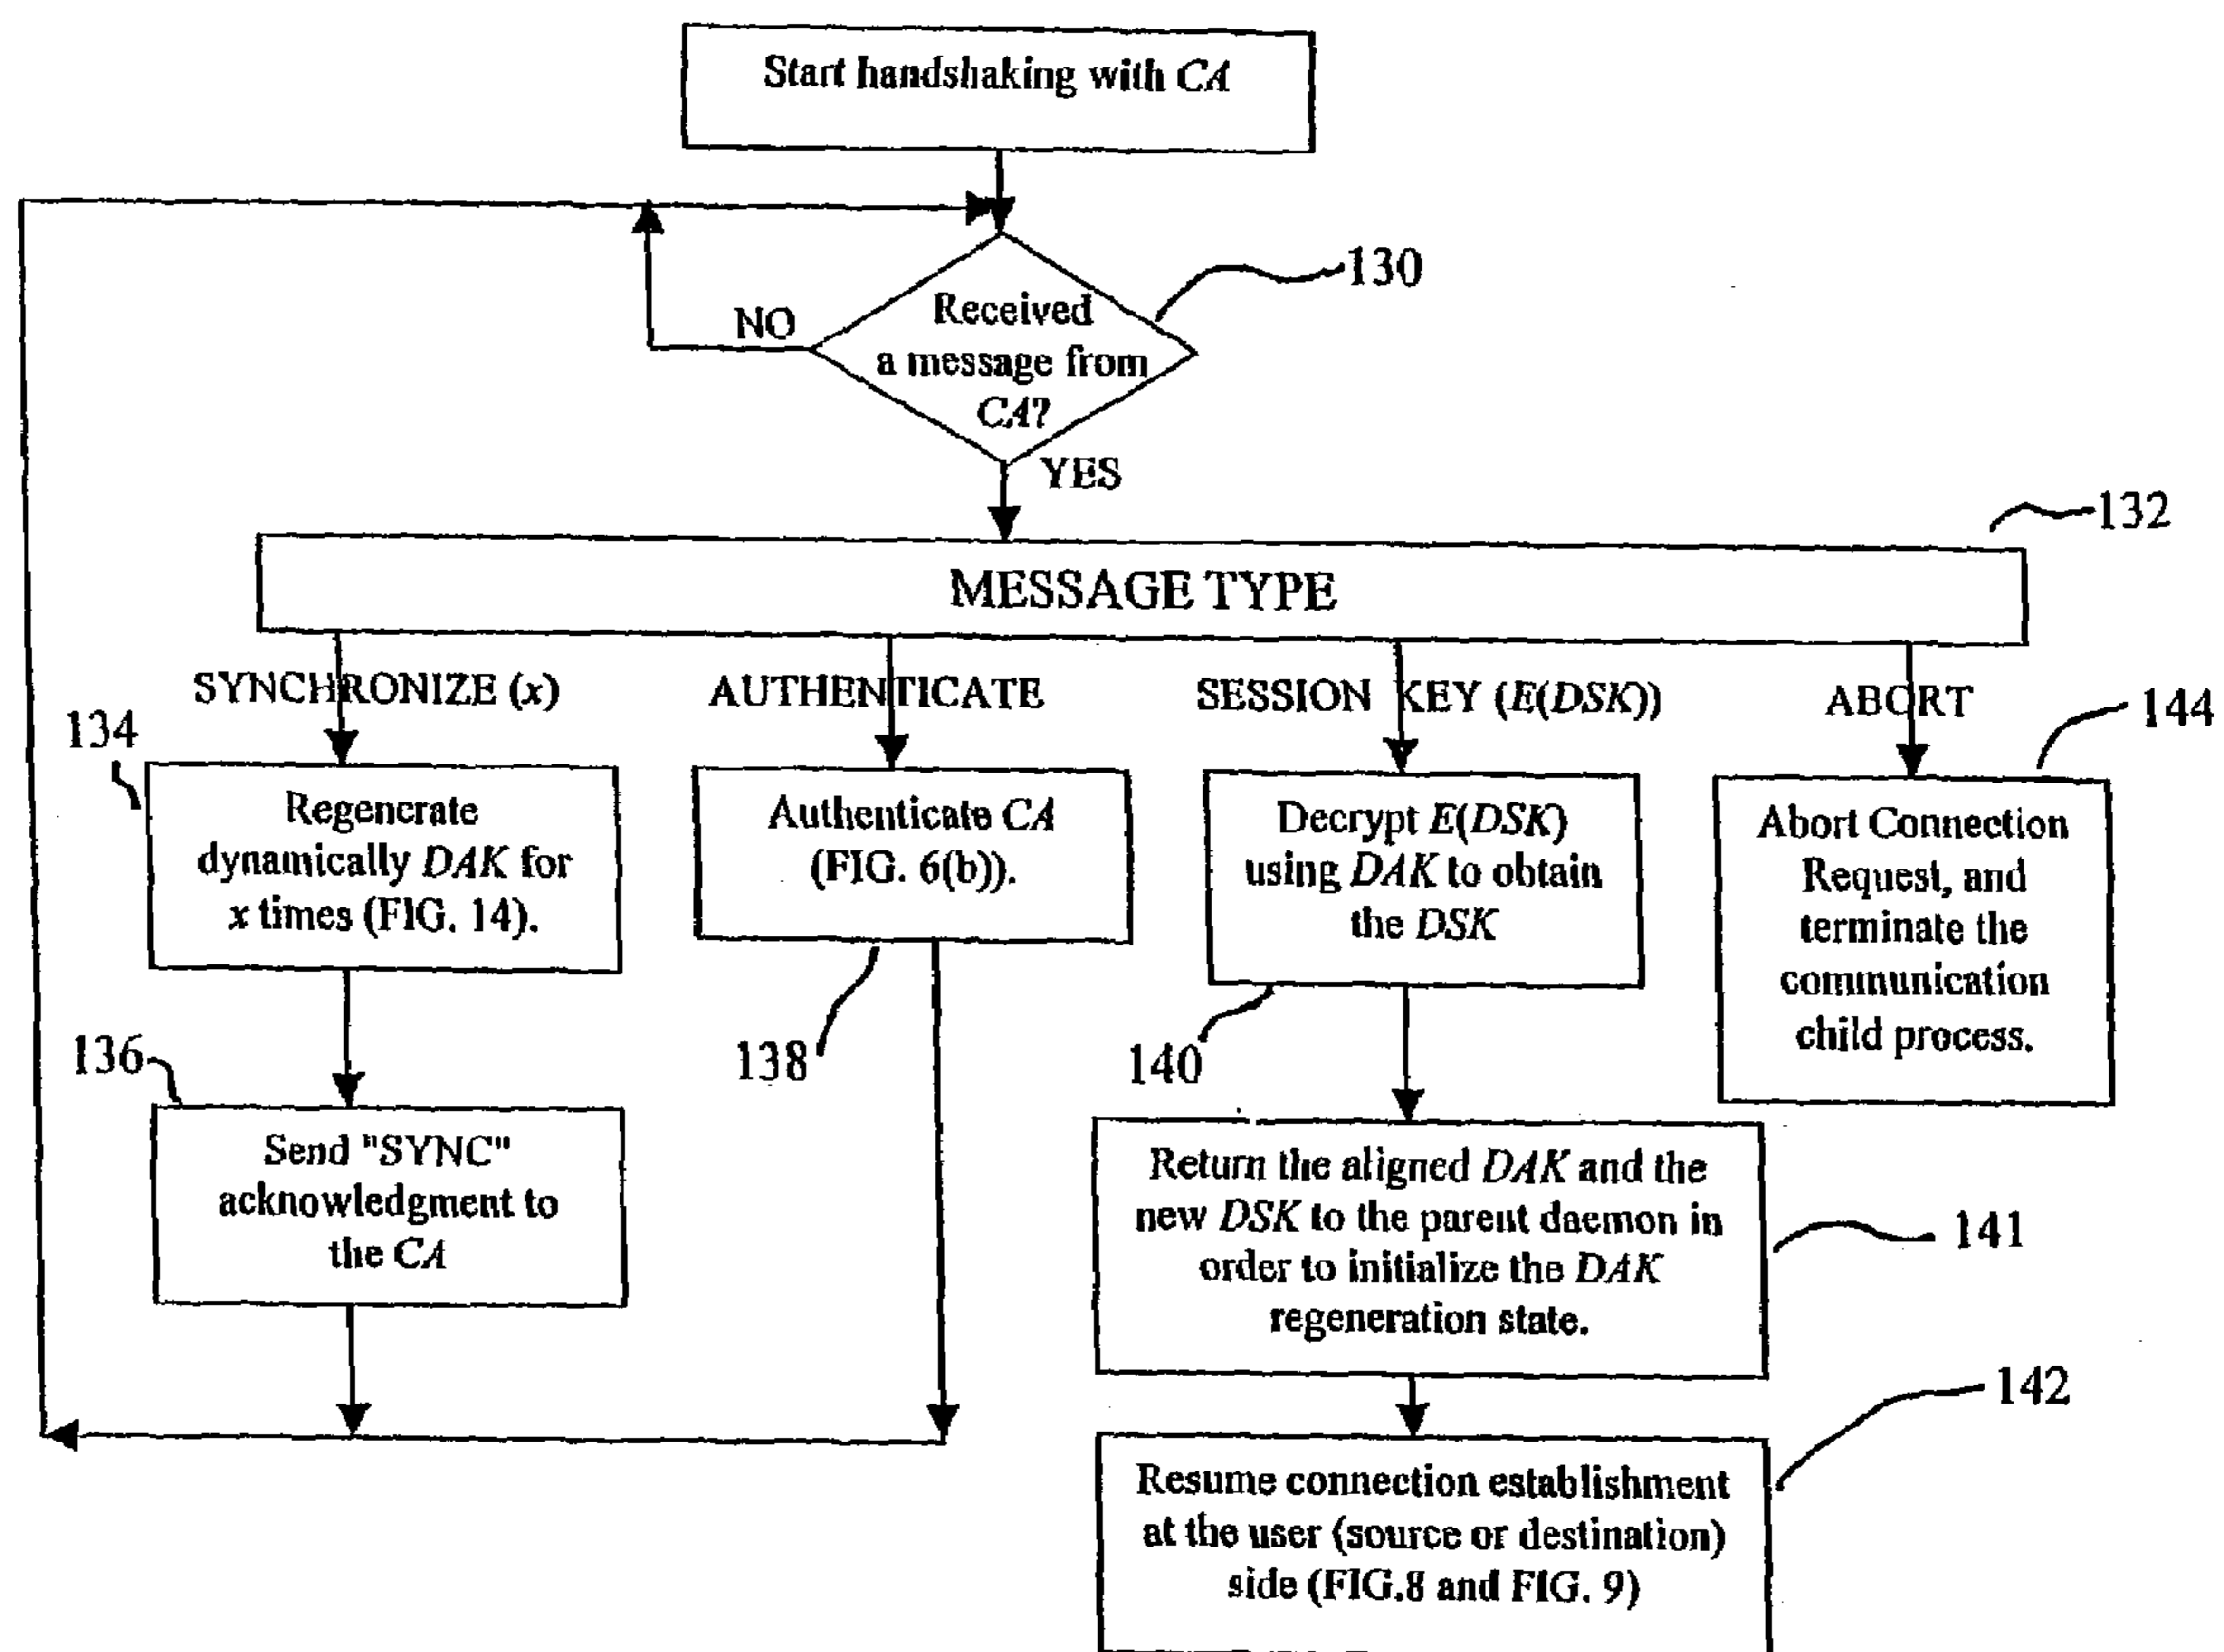 Start handshaking with CA
130
Received
a message from
CA?
NO
YES
132
MESSAGE TYPE
SYNCHRONIZE (x)
AUTHENTICATE
SESSION KEY (E(DSK))
ABORT
134
144
Regenerate
dynamically DAK for
x times (FIG. 14).
Authenticate CA
(FIG. 6(b)).
Decrypt E(DSK)
using DAK to obtain
the DSK
Abort Connection
Request, and
terminate the
communication
child process.
136
138
140
Send "SYNC"
acknowledgment to
the CA
Return the aligned DAK and the
new DSK to the parent daemon in
order to initialize the DAK
regeneration state.
141
142
Resume connection establishment
at the user (source or destination)
side (FIG.8 and FIG. 9)